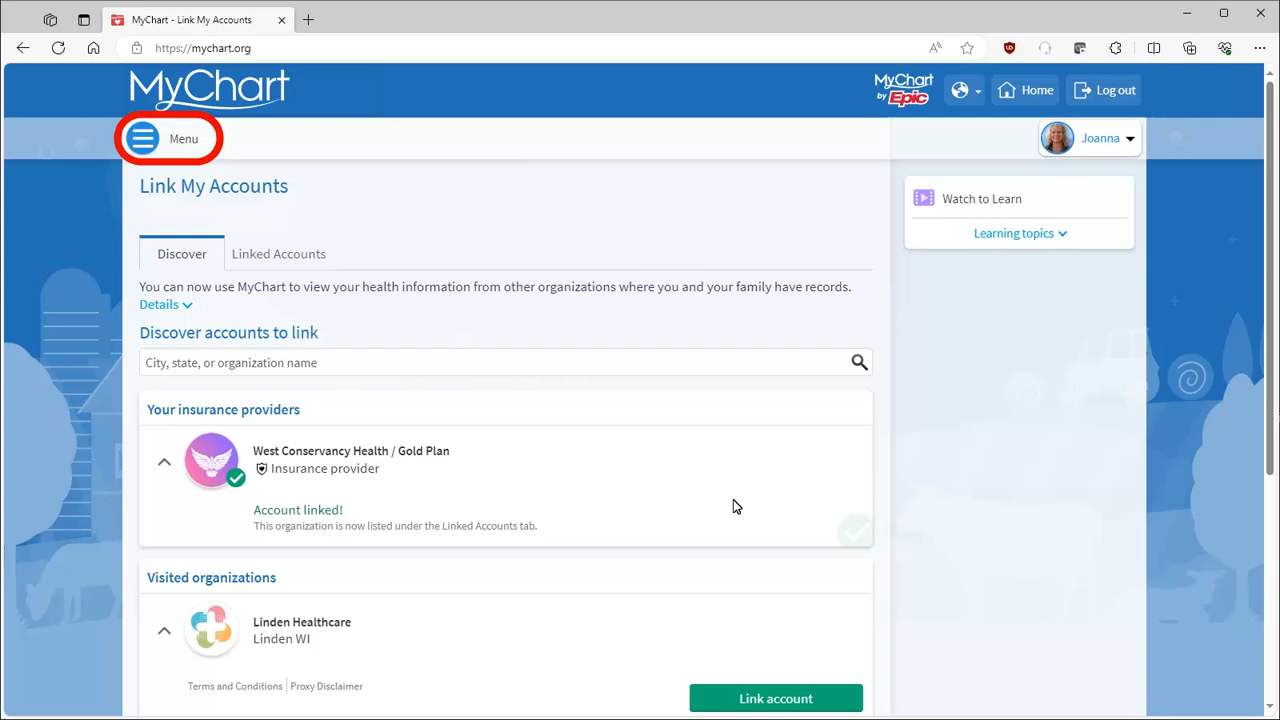 MyChart - Link My Accounts
https://mychart.org
MyChart
MyChart by Epic
Home
Log out
Menu
Joanna
Link My Accounts
Watch to Learn
Learning topics
Discover
Linked Accounts
You can now use MyChart to view your health information from other organizations where you and your family have records.
Details
Discover accounts to link
City, state, or organization name
Your insurance providers
West Conservancy Health / Gold Plan
Insurance provider
Account linked!
This organization is now listed under the Linked Accounts tab.
Visited organizations
Linden Healthcare
Linden WI
Terms and Conditions | Proxy Disclaimer
Link account